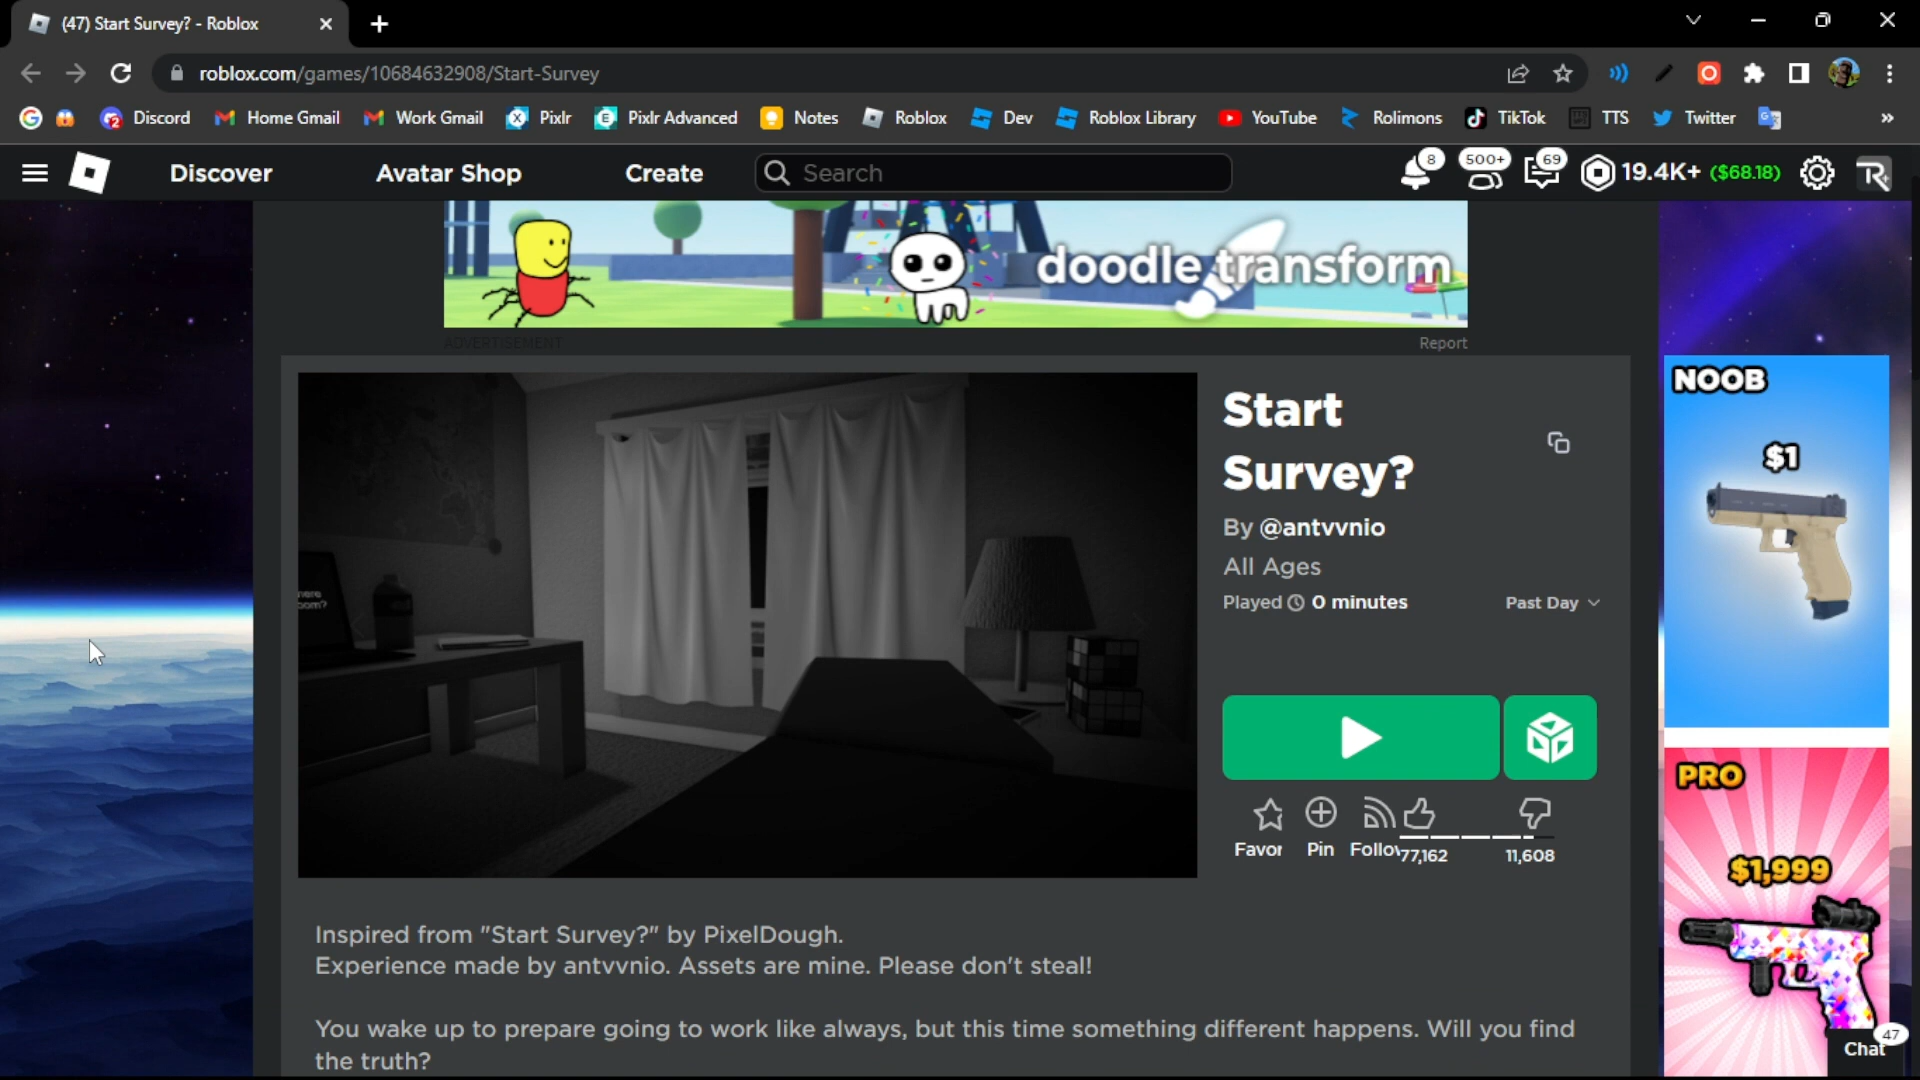 (47) Start Survey? - Roblox
roblox.com/games/10684632908/Start-Survey
Discord Home Gmail Work Gmail Pixlr Pixlr Advanced Notes Roblox Dev Roblox Library YouTube Rolimons TikTok TTS Twitter »
Discover Avatar Shop Create Search 8 500+ 69 19.4K+ ($68.18)
doodle transform
ADVERTISEMENT Report
NOOB
$1
Start
Survey?
By @antvvnio
All Ages
Played 0 minutes Past Day
Favor Pin Follov 77,162 11,608
PRO
$1,999
Inspired from "Start Survey?" by PixelDough.
Experience made by antvvnio. Assets are mine. Please don't steal!
You wake up to prepare going to work like always, but this time something different happens. Will you find
the truth?
Chat 47